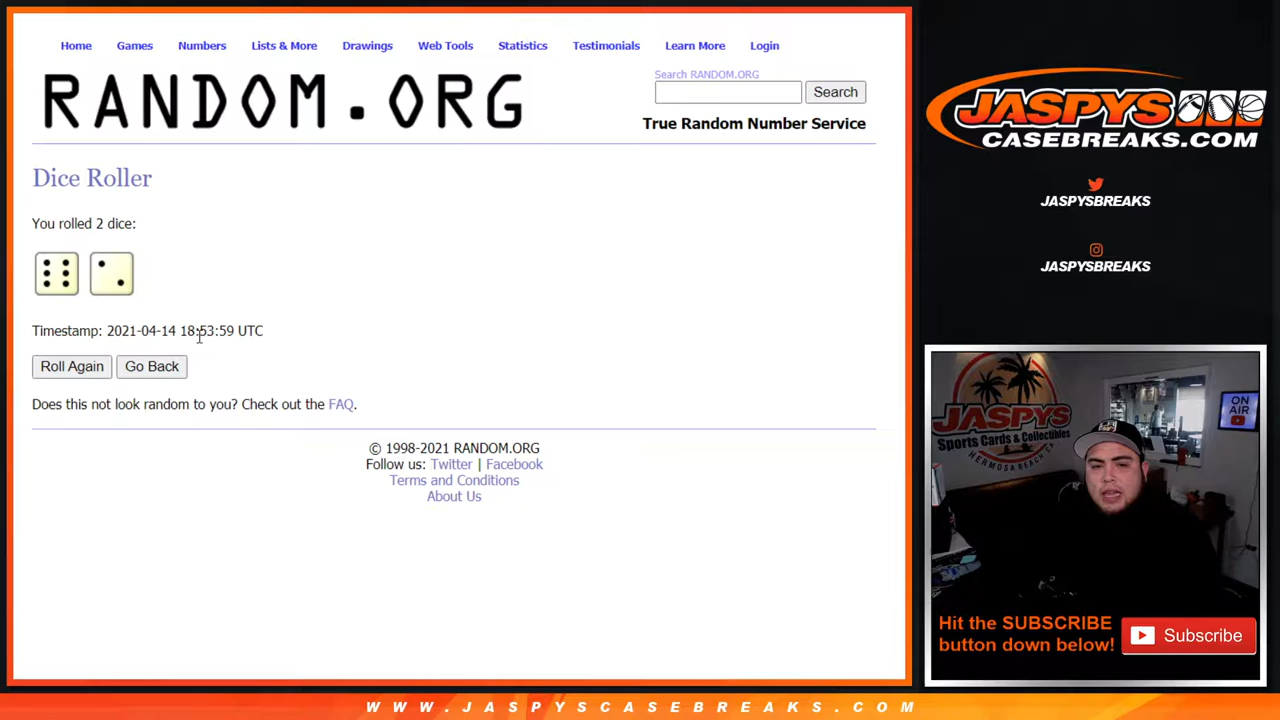 Home Games Numbers Lists & More Drawings Web Tools Statistics Testimonials Learn More Login
RANDOM.ORG
Search RANDOM.ORG
Search
True Random Number Service
Dice Roller
You rolled 2 dice:
Timestamp: 2021-04-14 18:53:59 UTC
Roll Again Go Back
Does this not look random to you? Check out the FAQ.
© 1998-2021 RANDOM.ORG
Follow us: Twitter | Facebook
Terms and Conditions
About Us
JASPYS
CASEBREAKS.COM
JASPYSBREAKS
JASPYSBREAKS
JASPYS
Sports Cards & Collectibles
HERMOSA BEACH CA
ON
AIR
Hit the SUBSCRIBE
button down below!
Subscribe
WWW.JASPYSCASEBREAKS.COM